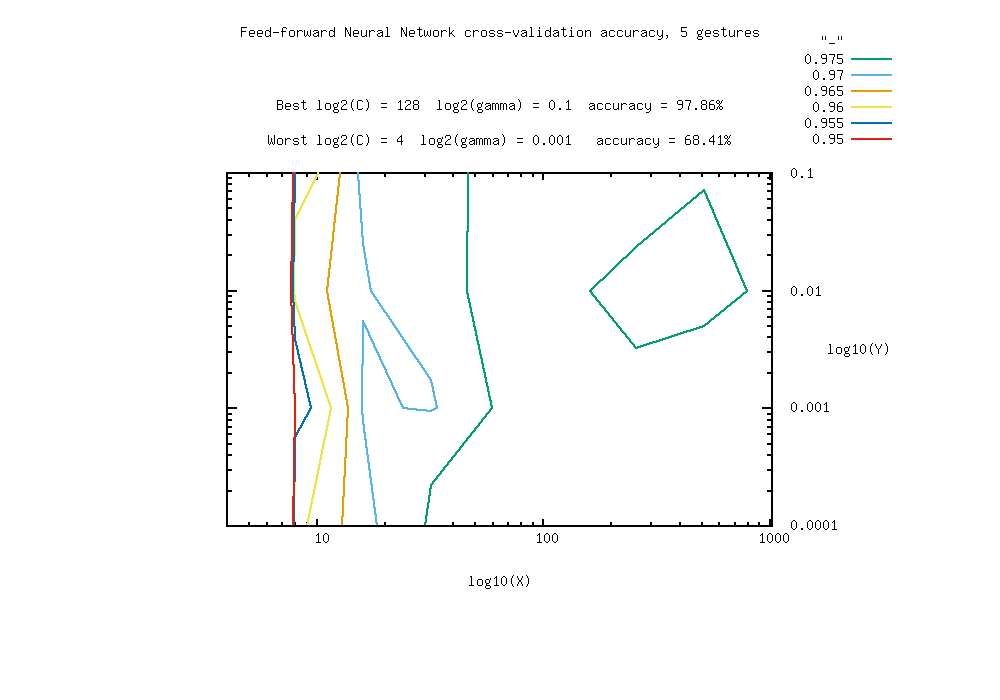 Feed-forward Neural Network cross-validation accuracy, 5 gestures
"_"
0.975
0.97
0.965
0.96
0.955
0.95
Best log2(C) = 128  log2(gamma) = 0.1  accuracy = 97.86%
Worst log2(C) = 4  log2(gamma) = 0.001   accuracy = 68.41%
0.1
0.01
log10(Y)
0.001
0.0001
10
100
1000
log10(X)